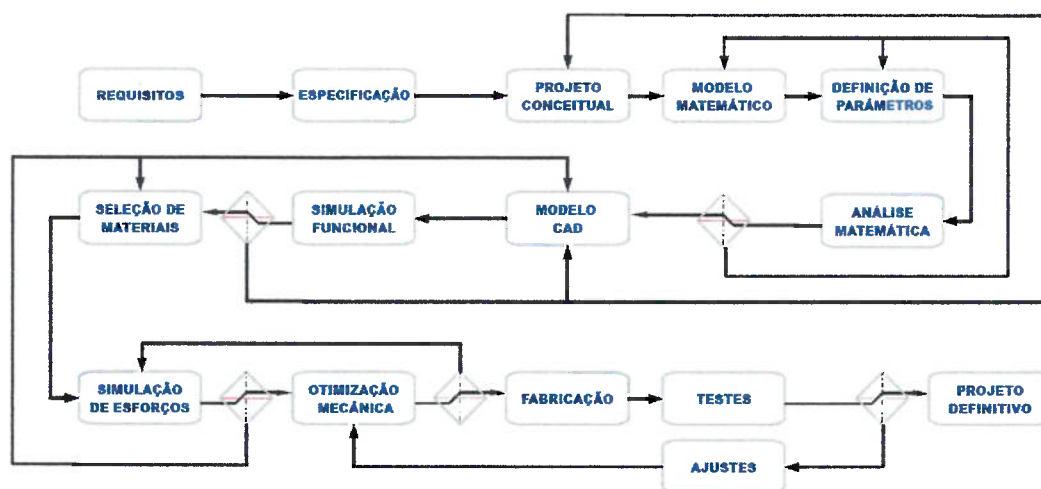 REQUISITOS
ESPECIFICAÇÃO
PROJETO
CONCEITUAL
MODELO
MATEMÁTICO
DEFINIÇÃO DE
PARÂMETROS
SELEÇÃO DE
MATERIAIS
SIMULAÇÃO
FUNCIONAL
MODELO
CAD
ANÁLISE
MATEMÁTICA
SIMULAÇÃO
DE ESFORÇOS
OTIMIZAÇÃO
MECÂNICA
FABRICAÇÃO
TESTES
PROJETO
DEFINITIVO
AJUSTES